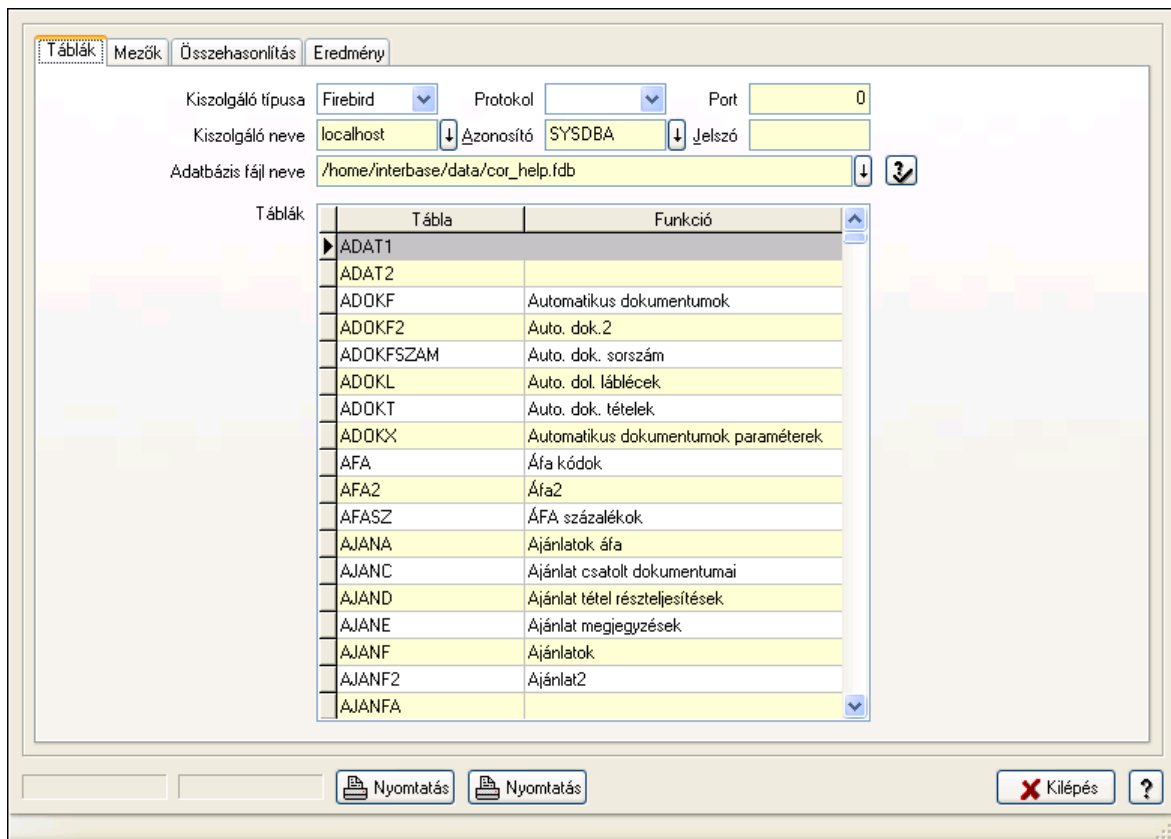 Táblák Mezők Összehasonlítás Eredmény
Kiszolgáló típusa Firebird Protokol Port 0
Kiszolgáló neve localhost Azonosító SYSDBA Jelszó
Adatbázis fájl neve /home/interbase/data/cor_help.fdb
Táblák Tábla Funkció
ADAT1
ADAT2
ADOKF Automatikus dokumentumok
ADOKF2 Auto. dok.2
ADOKFSZAM Auto. dok. sorszám
ADOKL Auto. dol. láblécek
ADOKT Auto. dok. tételek
ADOKX Automatikus dokumentumok paraméterek
AFA Áfa kódok
AFA2 Áfa2
AFASZ ÁFA százalékok
AJANA Ajánlatok áfa
AJANC Ajánlat csatolt dokumentumai
AJAND Ajánlat tétel részteljesítések
AJANE Ajánlat megjegyzések
AJANF Ajánlatok
AJANF2 Ajánlat2
AJANFA
Nyomtatás Nyomtatás Kilépés ?